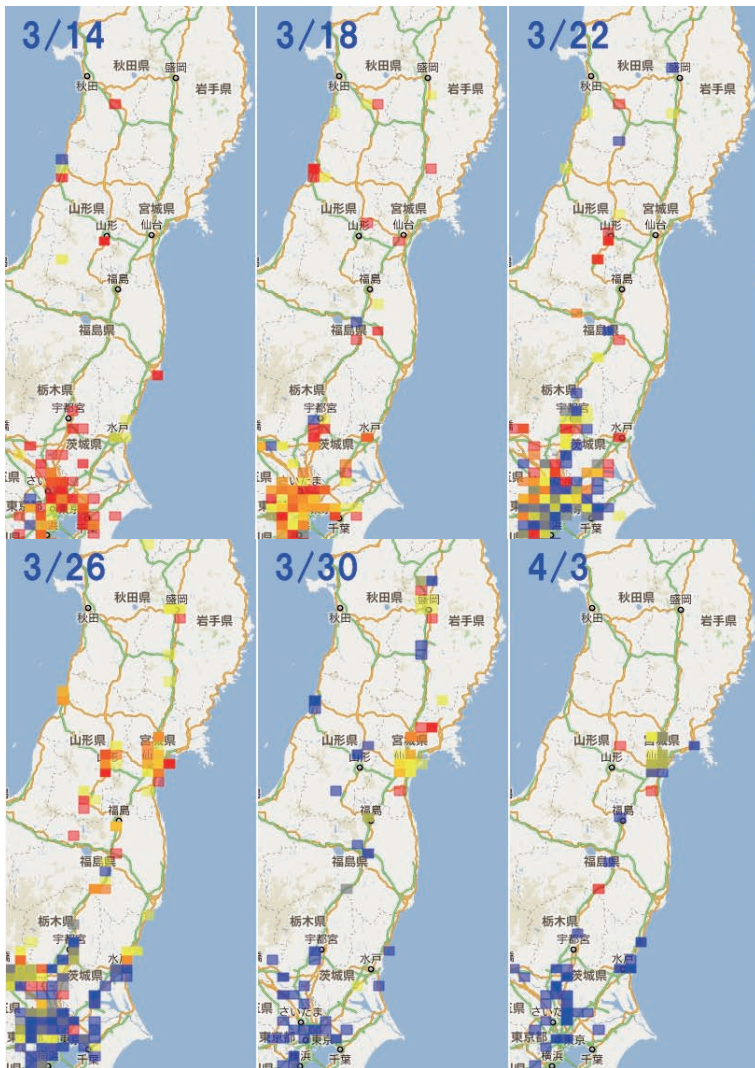 3/14
秋田県
盛岡
秋田
岩手県
山形県
宮城県
山形
仙台
福島
福島県
栃木県
宇都宮
水戸
茨城県
千葉
3/18
秋田県
盛岡
秋田
岩手県
山形県
宮城県
山形
仙台
福島
福島県
栃木県
宇都宮
水戸
茨城県
さいたま
千葉
3/22
秋田県
盛岡
秋田
岩手県
山形県
宮城県
山形
仙台
福島
福島県
栃木県
宇都宮
水戸
茨城県
千葉
3/26
秋田県
盛岡
秋田
岩手県
山形県
宮城県
福島
福島県
栃木県
宇都宮
茨城県
千葉
3/30
秋田県
盛岡
秋田
岩手県
山形県
宮城県
山形
福島
福島県
栃木県
宇都宮
水戸
茨城県
さいたま
東京都
東京
横浜
千葉
4/3
秋田県
盛岡
秋田
岩手県
山形県
宮城県
山形
福島
福島県
栃木県
宇都宮
水戸
茨城県
さいたま
東京都
東京
横浜
千葉